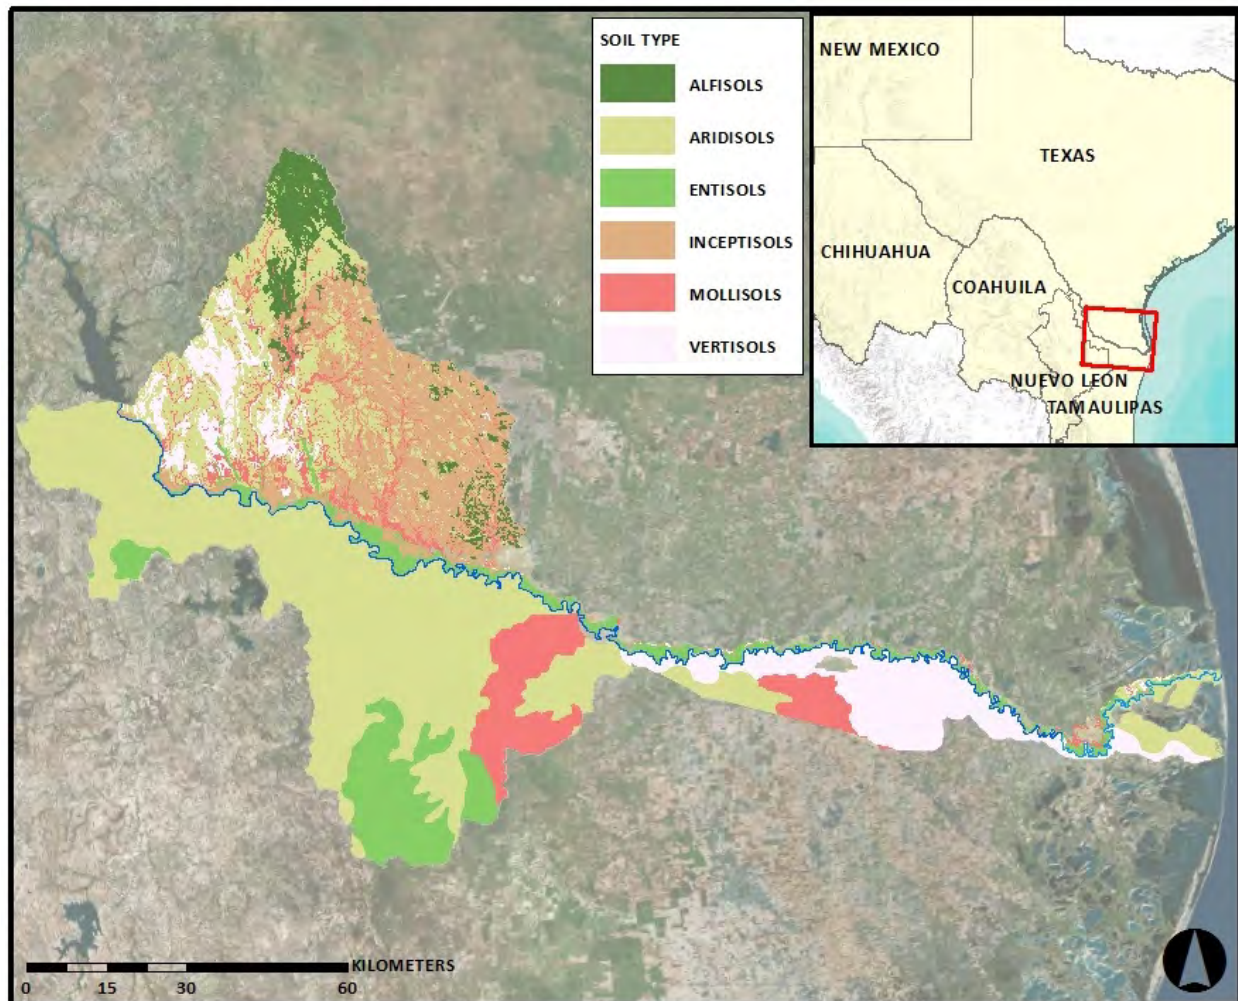 SOIL TYPE
ALFISOLS
ARIDISOLS
ENTISOLS
INCEPTISOLS
MOLLISOLS
VERTISOLS
NEW MEXICO
TEXAS
CHIHUAHUA
COAHUILA
NUEVO LEON
TAMAULIPAS
KILOMETERS
0 15 30 60